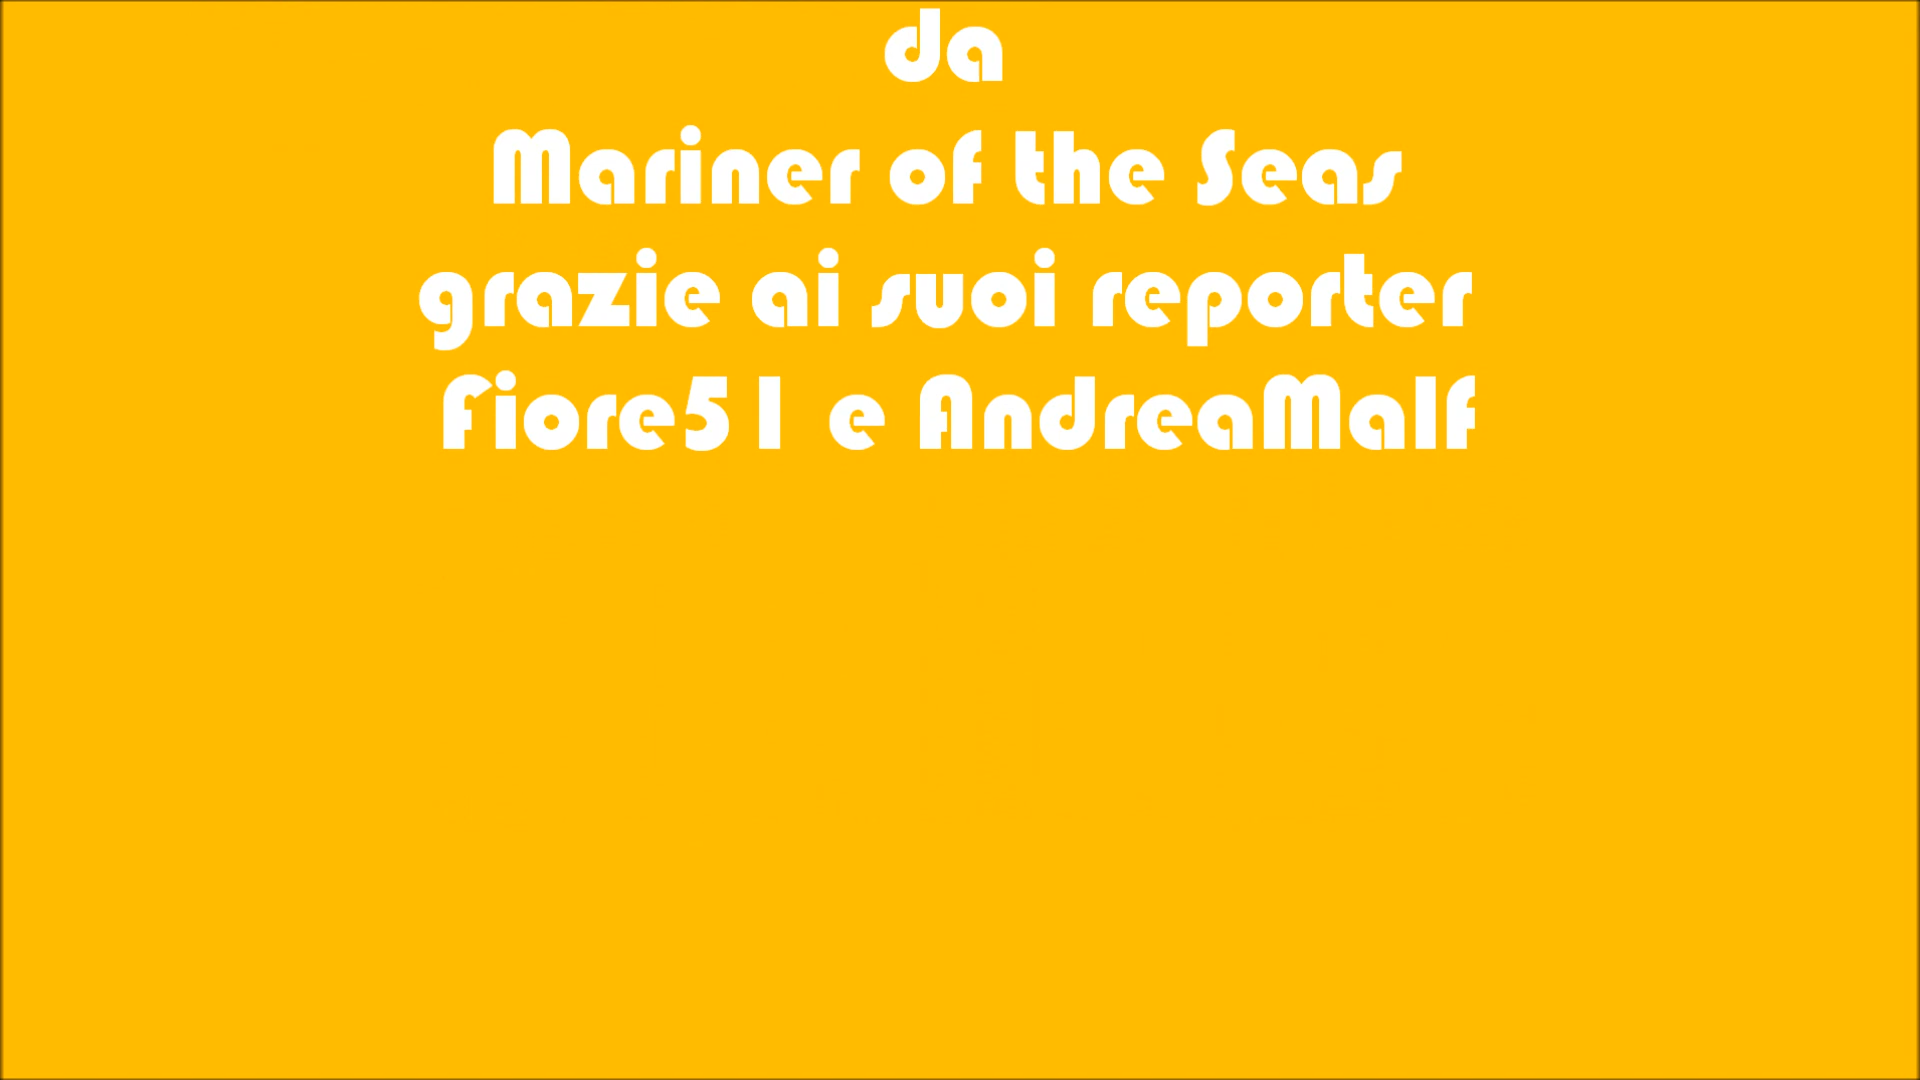 da
Mariner of the Seas
grazie ai suoi reporter
Fiore51 e AndreaMalf